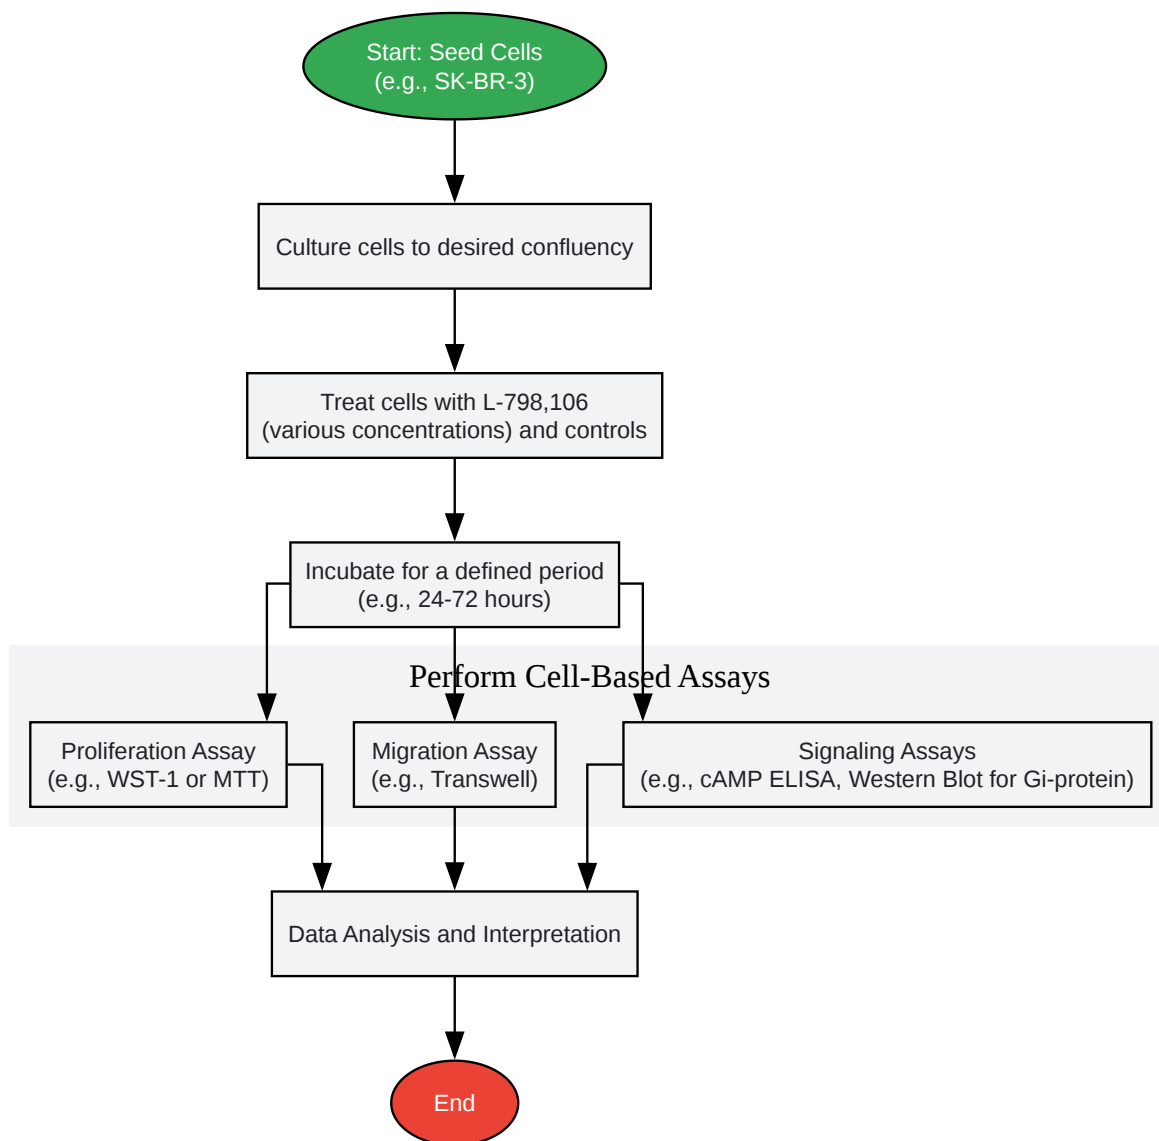 Start: Seed Cells
(e.g., SK-BR-3)
Culture cells to desired confluency
Treat cells with L-798,106
(various concentrations) and controls
Incubate for a defined period
(e.g., 24-72 hours)
Perform Cell-Based Assays
Proliferation Assay
(e.g., WST-1 or MTT)
Migration Assay
(e.g., Transwell)
Signaling Assays
(e.g., cAMP ELISA, Western Blot for Gi-protein)
Data Analysis and Interpretation
End